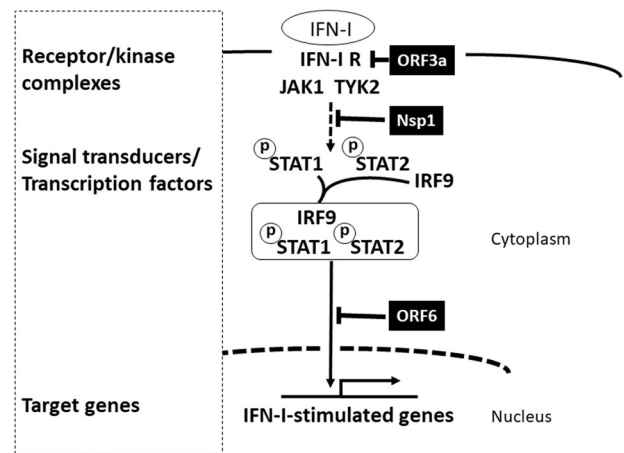 IFN-I
Receptor/kinase
complexes
IFN-I R
ORF3a
JAK1 TYK2
Nsp1
Signal transducers/
Transcription factors
p
STAT1
p
STAT2
IRF9
IRF9
p
STAT1
p
STAT2
Cytoplasm
ORF6
Target genes
IFN-I-stimulated genes
Nucleus